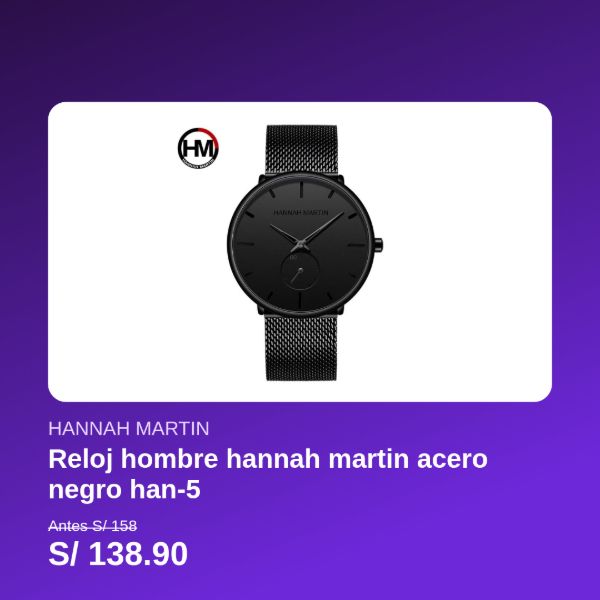 HM
HANNAH MARTIN
HANNAH MARTIN
Reloj hombre hannah martin acero
negro han-5
Antes S/ 158
S/ 138.90